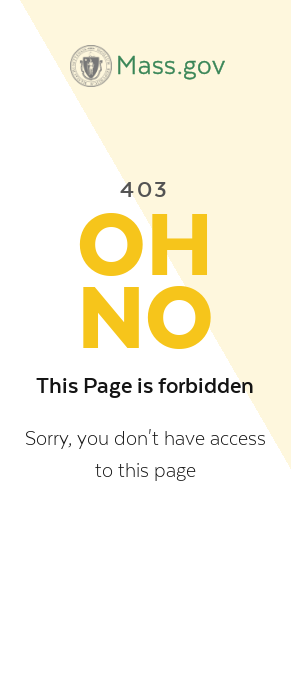 Mass.gov
403
OH
NO
This Page is forbidden
Sorry, you don't have access
to this page